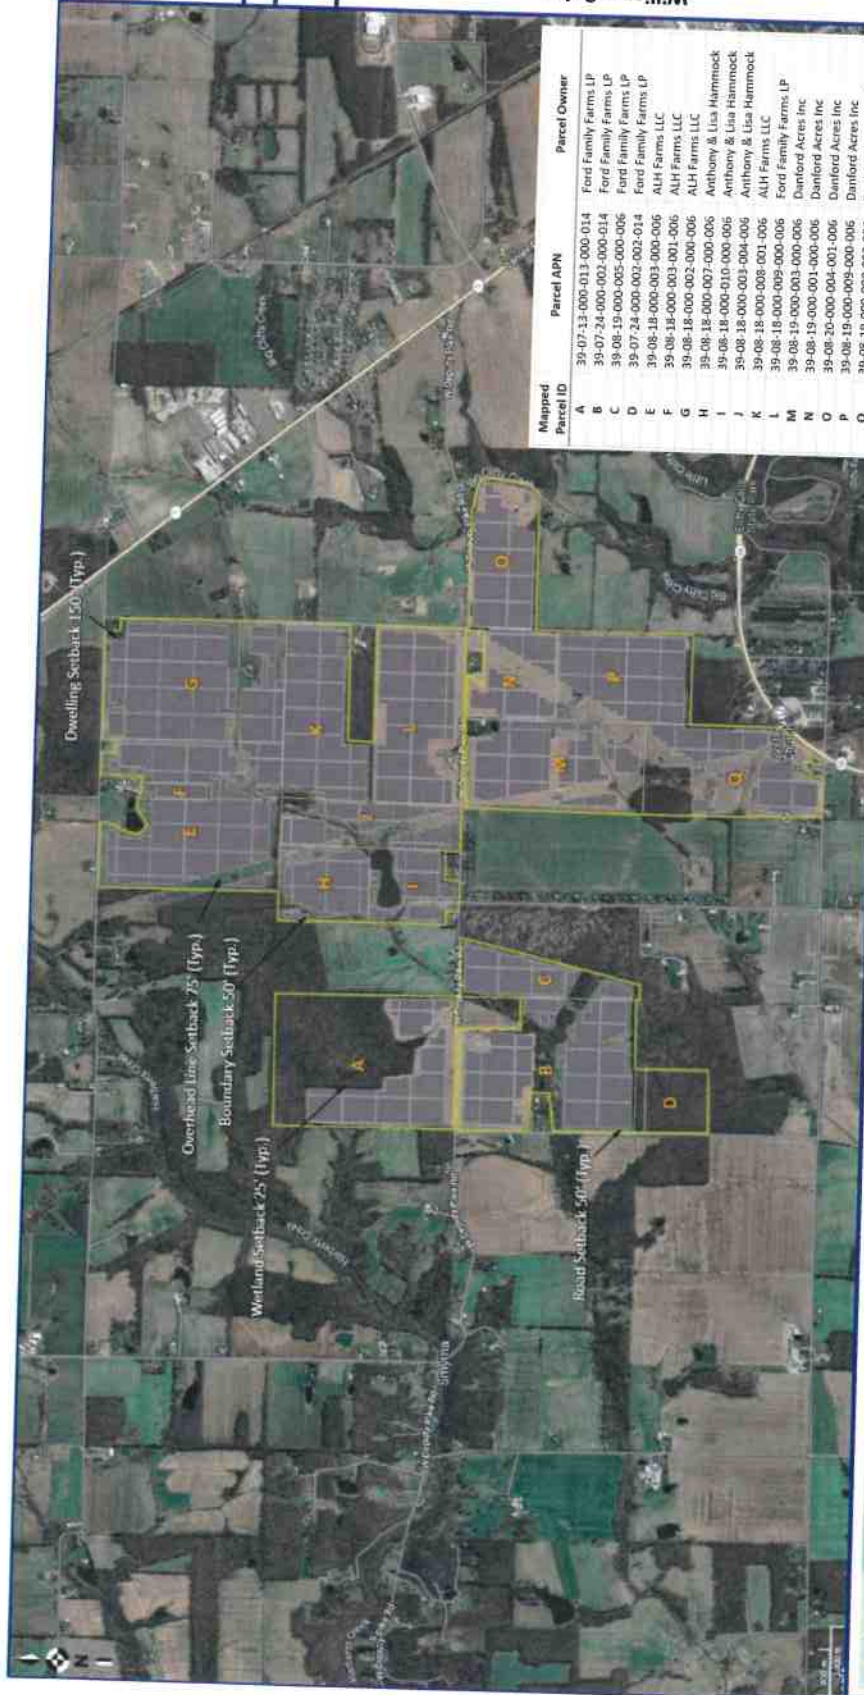 Dwelling Setback 150' (Typ.)
Overhead Line Setback 75' (Typ.)
Boundary Setback 50' (Typ.)
Wetland Setback 25' (Typ.)
Road Setback 50' (Typ.)
G
F
E
K
H
L
J
I
A
N
O
M
P
C
B
Q
D
Smyrna
Big Clifty Creek
N
Mapped Parcel ID Parcel APN Parcel Owner
A 39-07-13-000-013-000-014 Ford Family Farms LP
B 39-07-24-000-002-000-014 Ford Family Farms LP
C 39-08-19-000-005-000-006 Ford Family Farms LP
D 39-07-24-000-002-002-014 Ford Family Farms LP
E 39-08-18-000-003-000-006 ALH Farms LLC
F 39-08-18-000-003-001-006 ALH Farms LLC
G 39-08-18-000-002-000-006 ALH Farms LLC
H 39-08-18-000-007-000-006 Anthony & Lisa Hammock
I 39-08-18-000-010-000-006 Anthony & Lisa Hammock
J 39-08-18-000-003-004-006 Anthony & Lisa Hammock
K 39-08-18-000-008-001-006 ALH Farms LLC
L 39-08-18-000-009-000-006 Ford Family Farms LP
M 39-08-19-000-003-000-006 Danford Acres Inc
N 39-08-19-000-001-000-006 Danford Acres Inc
O 39-08-20-000-004-001-006 Danford Acres Inc
P 39-08-19-000-009-000-006 Danford Acres Inc
Q